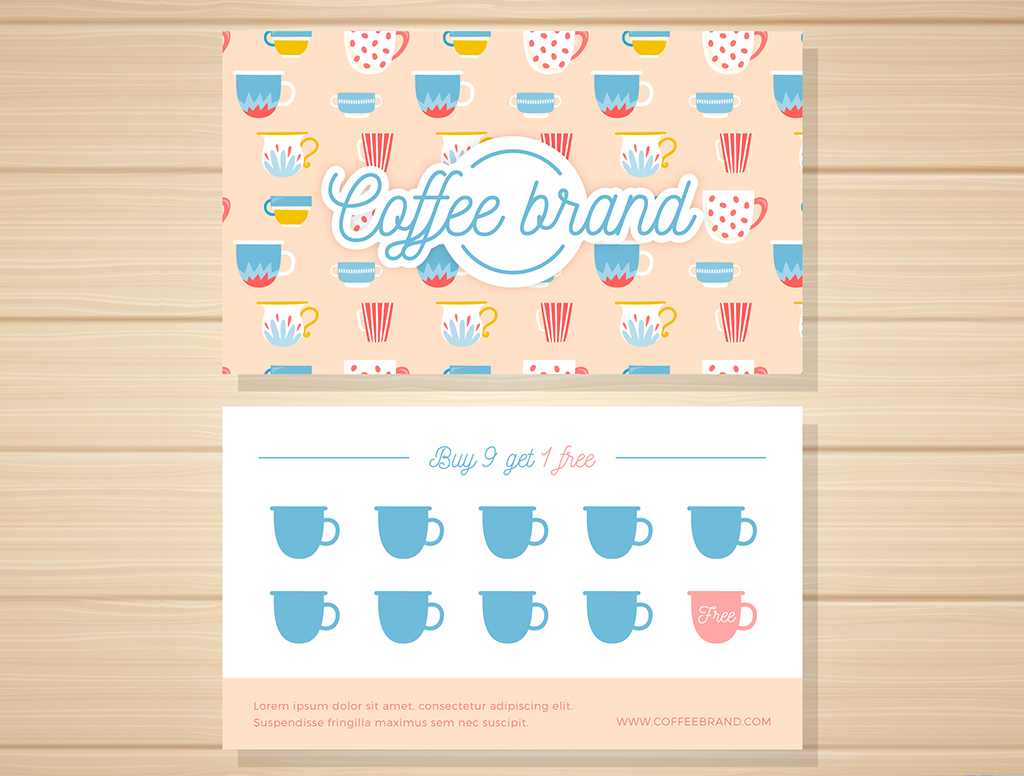 Coffee brand
Buy 9 get 1 free
Free
Lorem ipsum dolor sit amet, consectetur adipiscing elit.
Suspendisse fringilla maximus sem nec suscipit.
WWW.COFFEEBRAND.COM